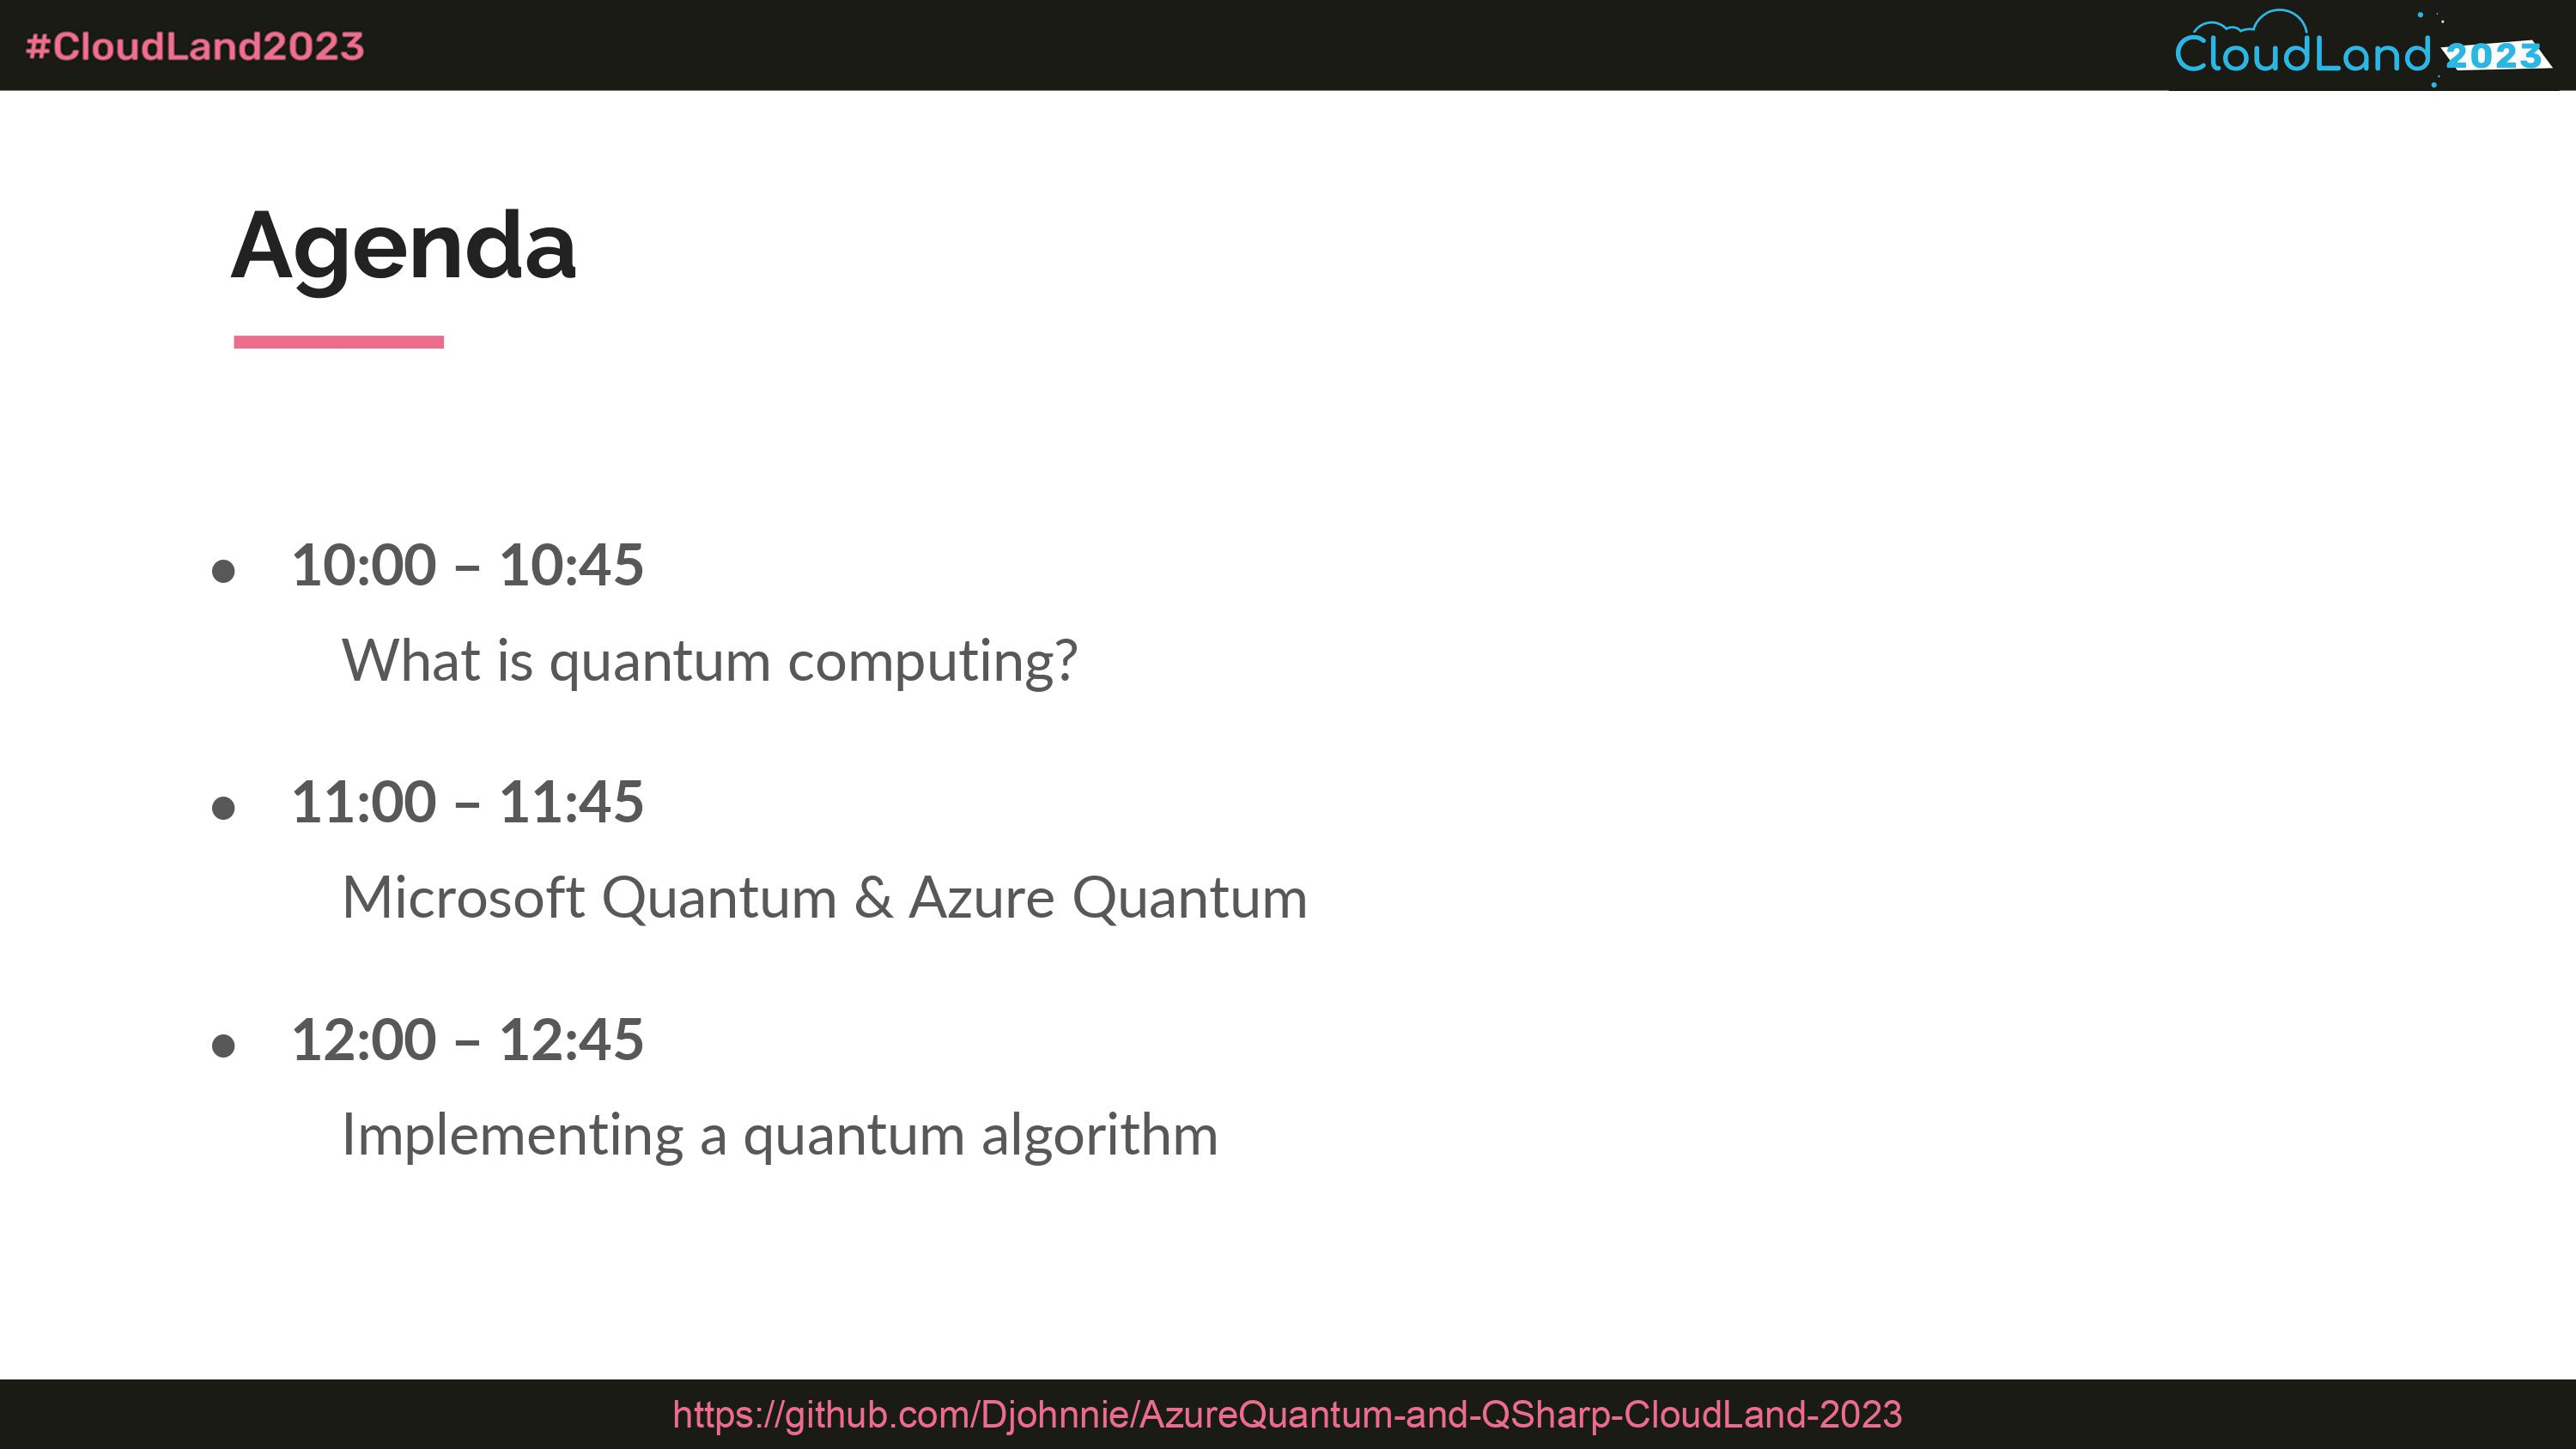 #CloudLand2023
CloudLand 2023
Agenda
● 10:00 – 10:45
What is quantum computing?
● 11:00 – 11:45
Microsoft Quantum & Azure Quantum
● 12:00 – 12:45
Implementing a quantum algorithm
https://github.com/Djohnnie/AzureQuantum-and-QSharp-CloudLand-2023